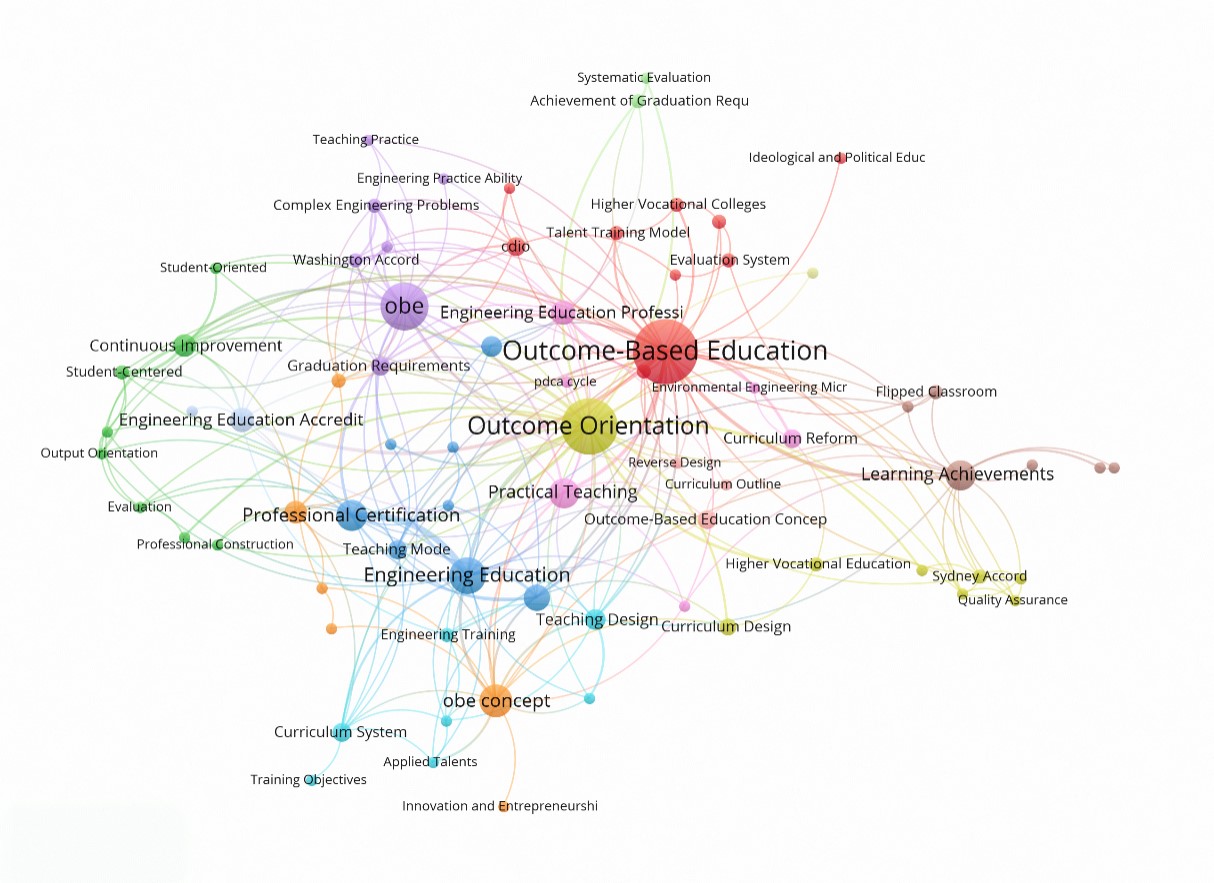 Systematic Evaluation
Achievement of Graduation Requ
Teaching Practice
Ideological and Political Educ
Engineering Practice Ability
Complex Engineering Problems
Higher Vocational Colleges
Talent Training Model
cdio
Washington Accord
Evaluation System
Student-Oriented
obe
Engineering Education Professi
Continuous Improvement
Outcome-Based Education
Graduation Requirements
Student-Centered
pdca cycle
Environmental Engineering Micr
Flipped Classroom
Engineering Education Accredit
Outcome Orientation
Curriculum Reform
Output Orientation
Reverse Design
Learning Achievements
Curriculum Outline
Practical Teaching
Evaluation
Professional Certification
Outcome-Based Education Concep
Professional Construction
Teaching Mode
Higher Vocational Education
Engineering Education
Sydney Accord
Quality Assurance
Teaching Design
Curriculum Design
Engineering Training
obe concept
Curriculum System
Applied Talents
Training Objectives
Innovation and Entrepreneurshi